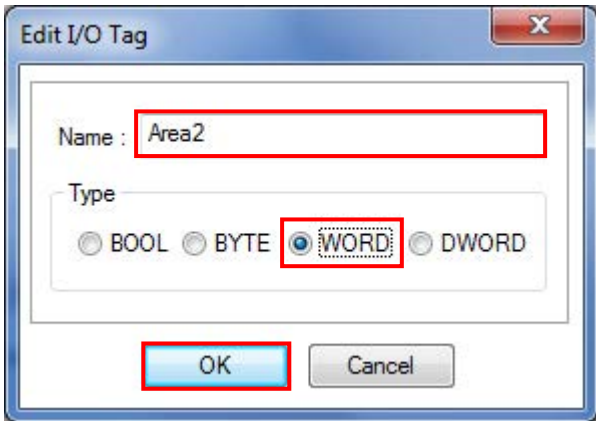 Edit I/O Tag
Name : Area2
Type
BOOL BYTE WORD DWORD
OK Cancel